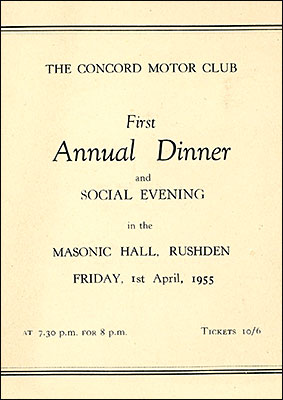 THE CONCORD MOTOR CLUB
First
Annual Dinner
and
SOCIAL EVENING
in the
MASONIC HALL, RUSHDEN
FRIDAY, 1st April, 1955
AT 7.30 p.m. FOR 8 p.m. TICKETS 10/6